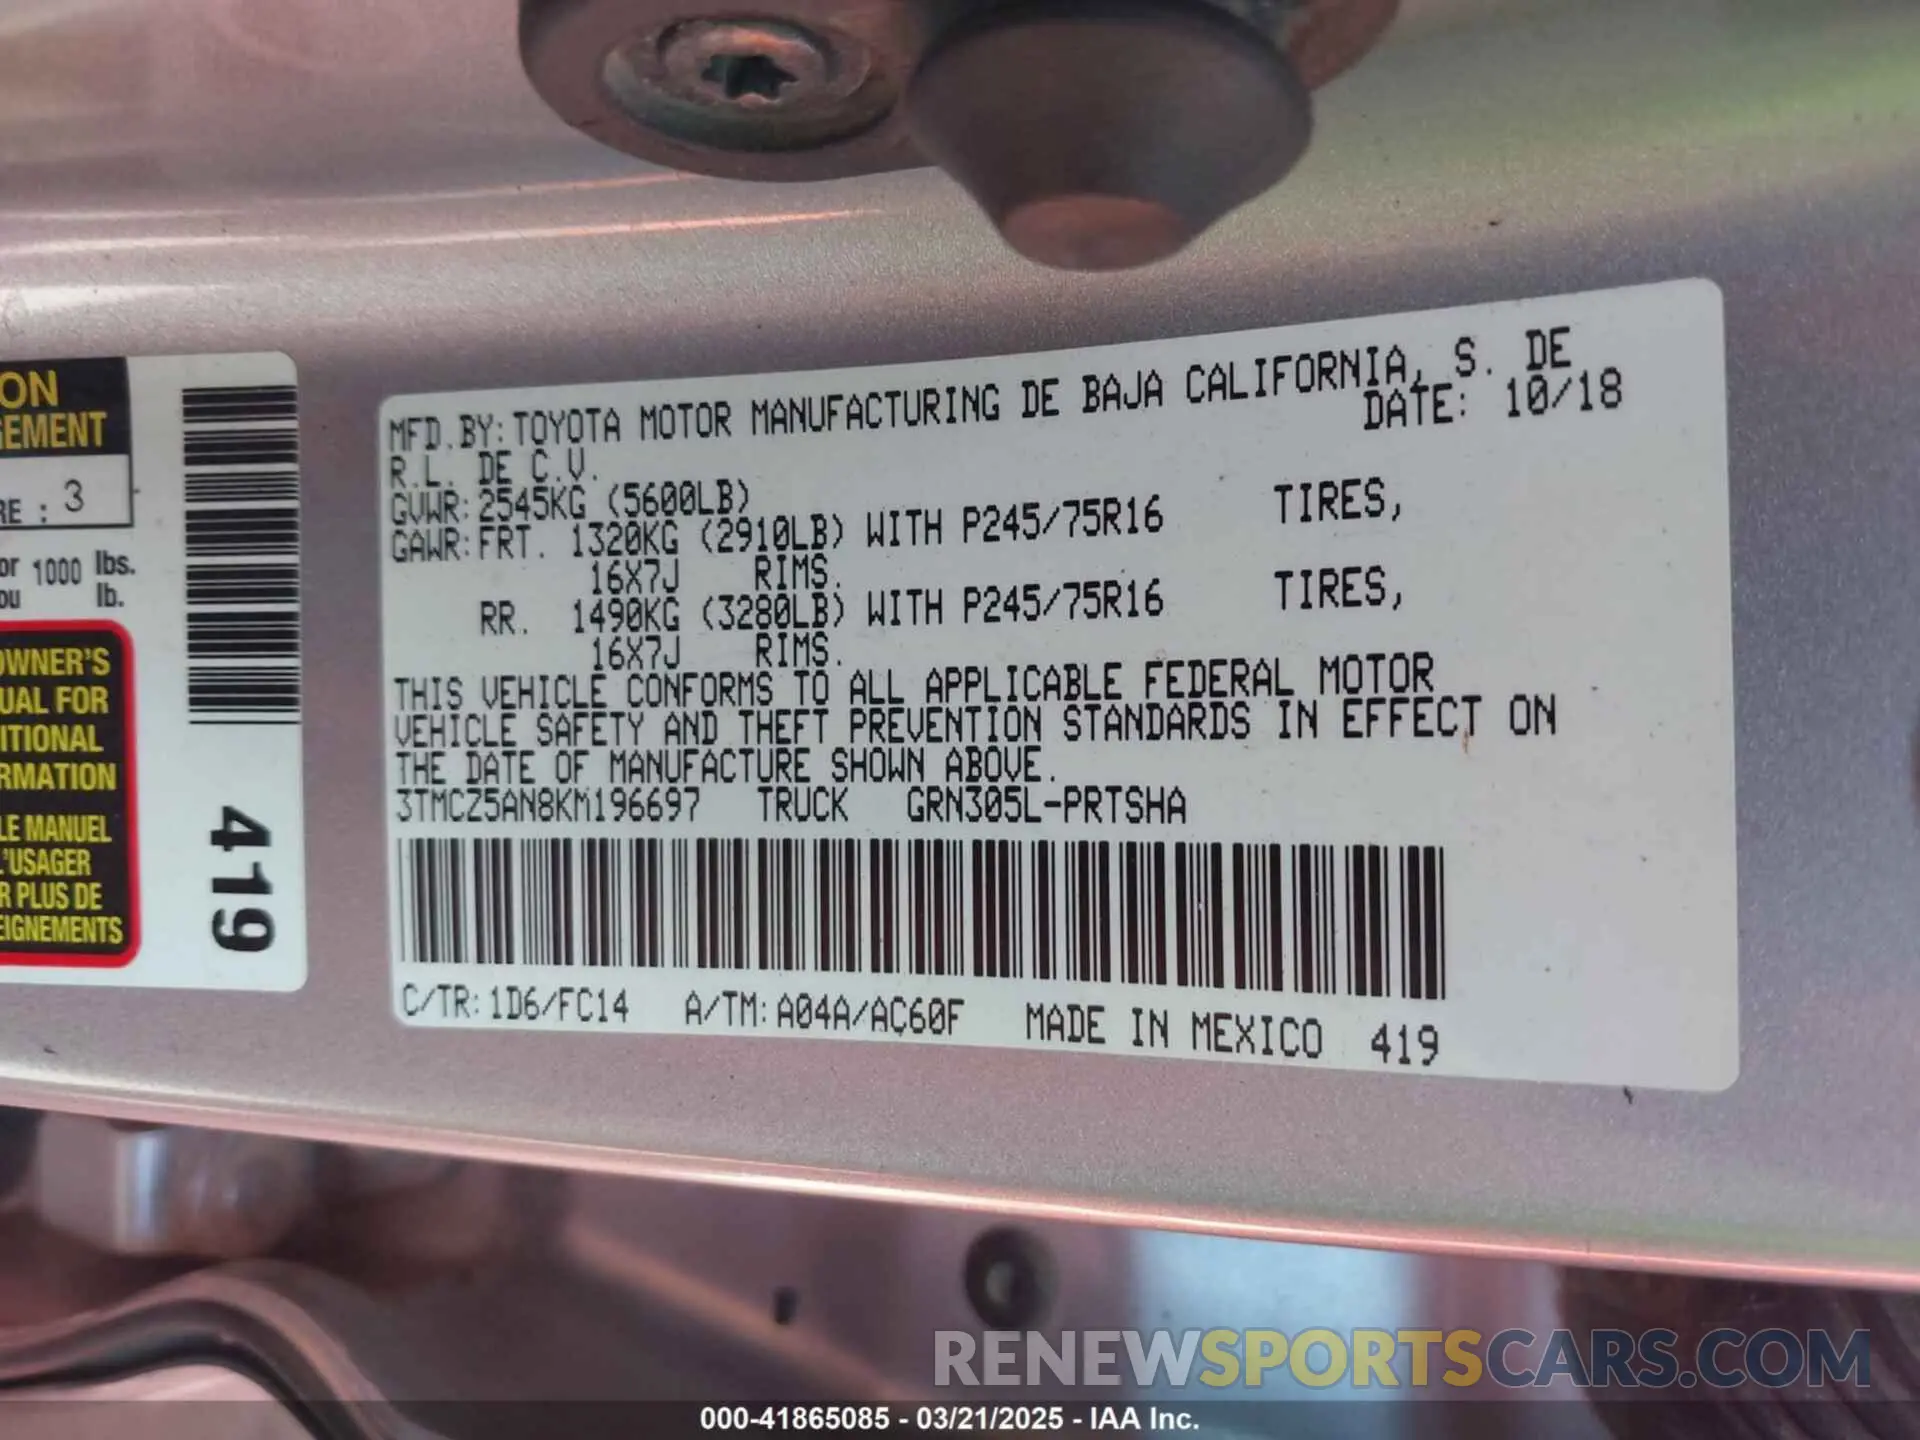 ON
EMENT
RE : 3
or 1000 lbs.
ou lb.
OWNER'S
UAL FOR
ITIONAL
RMATION
LE MANUEL
L'USAGER
R PLUS DE
EIGNEMENTS
419
MFD.BY:TOYOTA MOTOR MANUFACTURING DE BAJA CALIFORNIA, S. DE
R.L. DE C.V. DATE: 10/18
GVWR:2545KG (5600LB)
GAWR:FRT. 1320KG (2910LB) WITH P245/75R16 TIRES,
16X7J RIMS.
RR. 1490KG (3280LB) WITH P245/75R16 TIRES,
16X7J RIMS.
THIS VEHICLE CONFORMS TO ALL APPLICABLE FEDERAL MOTOR
VEHICLE SAFETY AND THEFT PREVENTION STANDARDS IN EFFECT ON
THE DATE OF MANUFACTURE SHOWN ABOVE.
3TMCZ5AN8KM196697 TRUCK GRN305L-PRTSHA
C/TR:1D6/FC14 A/TM:A04A/AC60F MADE IN MEXICO 419
RENEWSPORTSCARS.COM
000-41865085 - 03/21/2025 - IAA Inc.